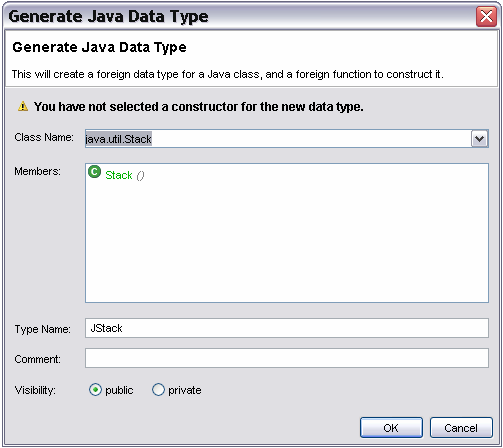 Generate Java Data Type
Generate Java Data Type
This will create a foreign data type for a Java class, and a foreign function to construct it.
You have not selected a constructor for the new data type.
Class Name: java.util.Stack
Members:
C Stack ()
Type Name: JStack
Comment:
Visibility: public private
OK Cancel